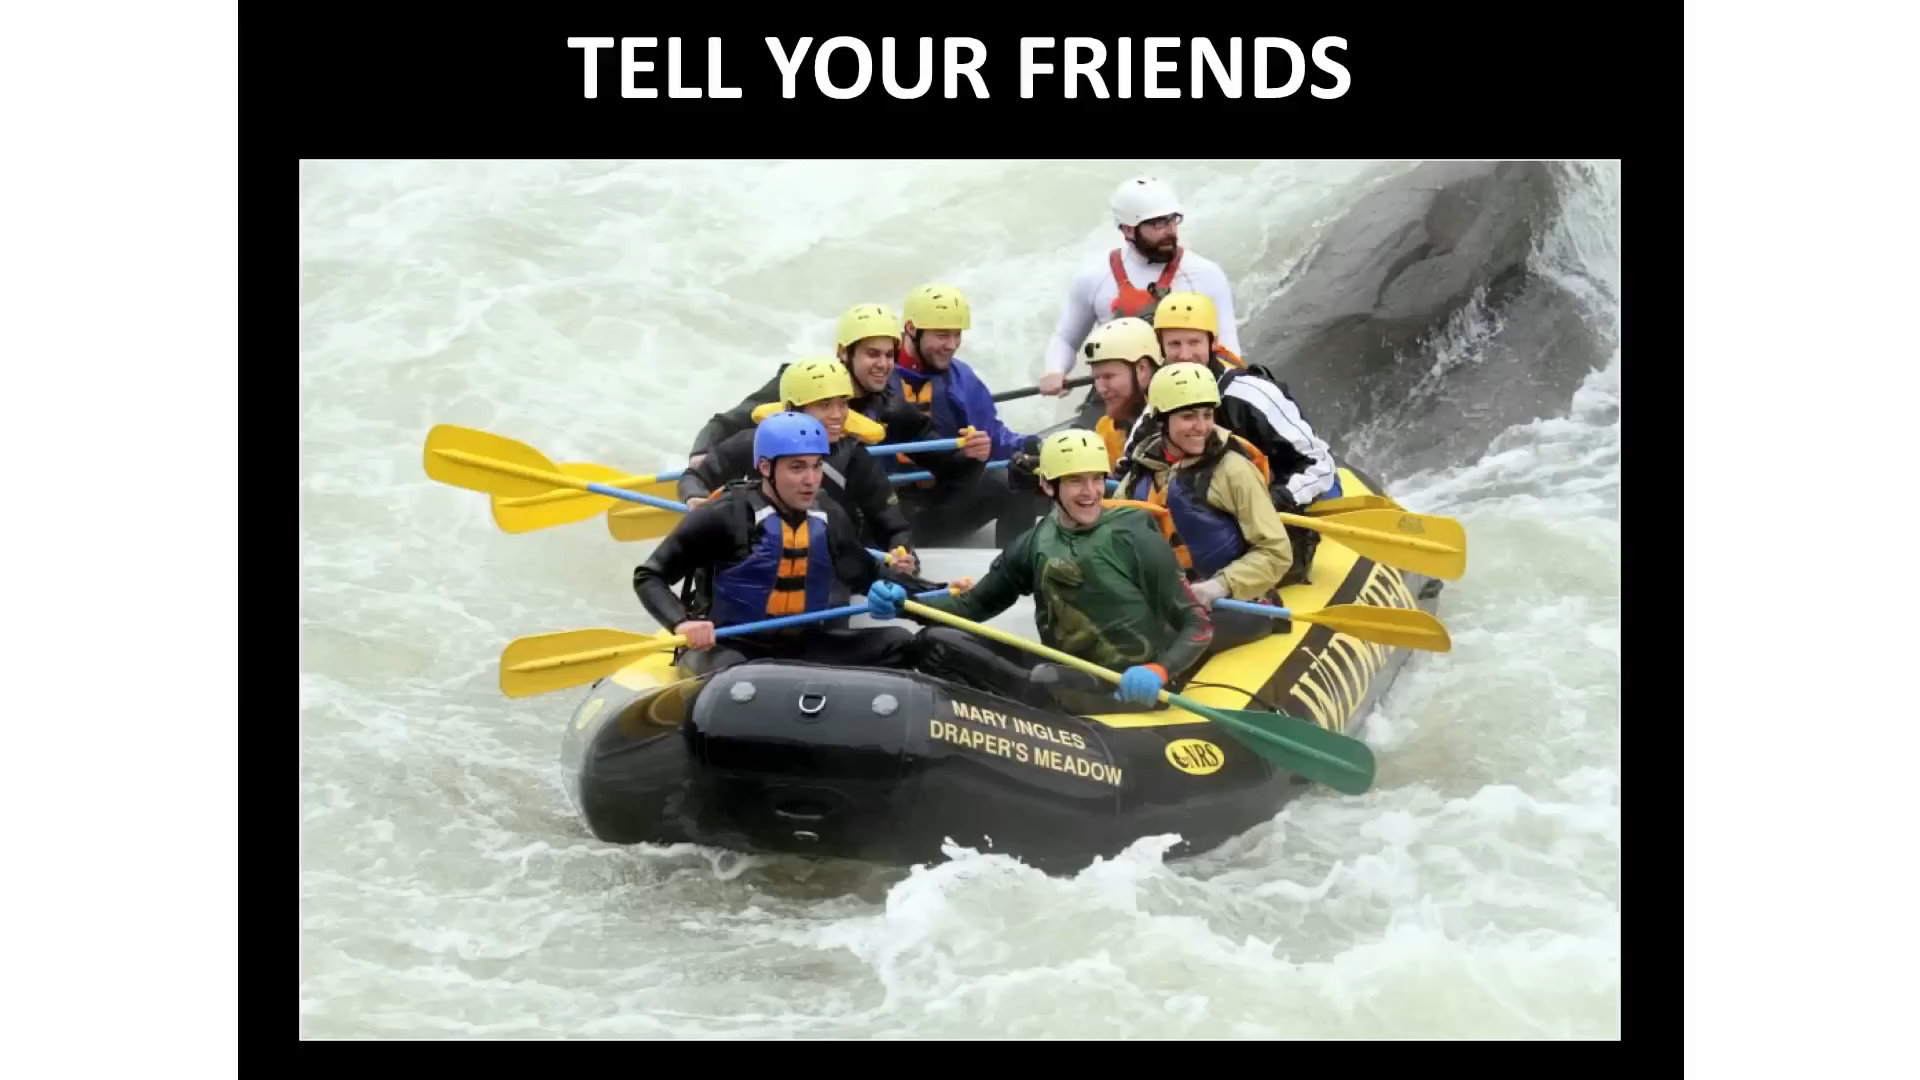 TELL YOUR FRIENDS
MARY INGLES
DRAPER'S MEADOW
NRS